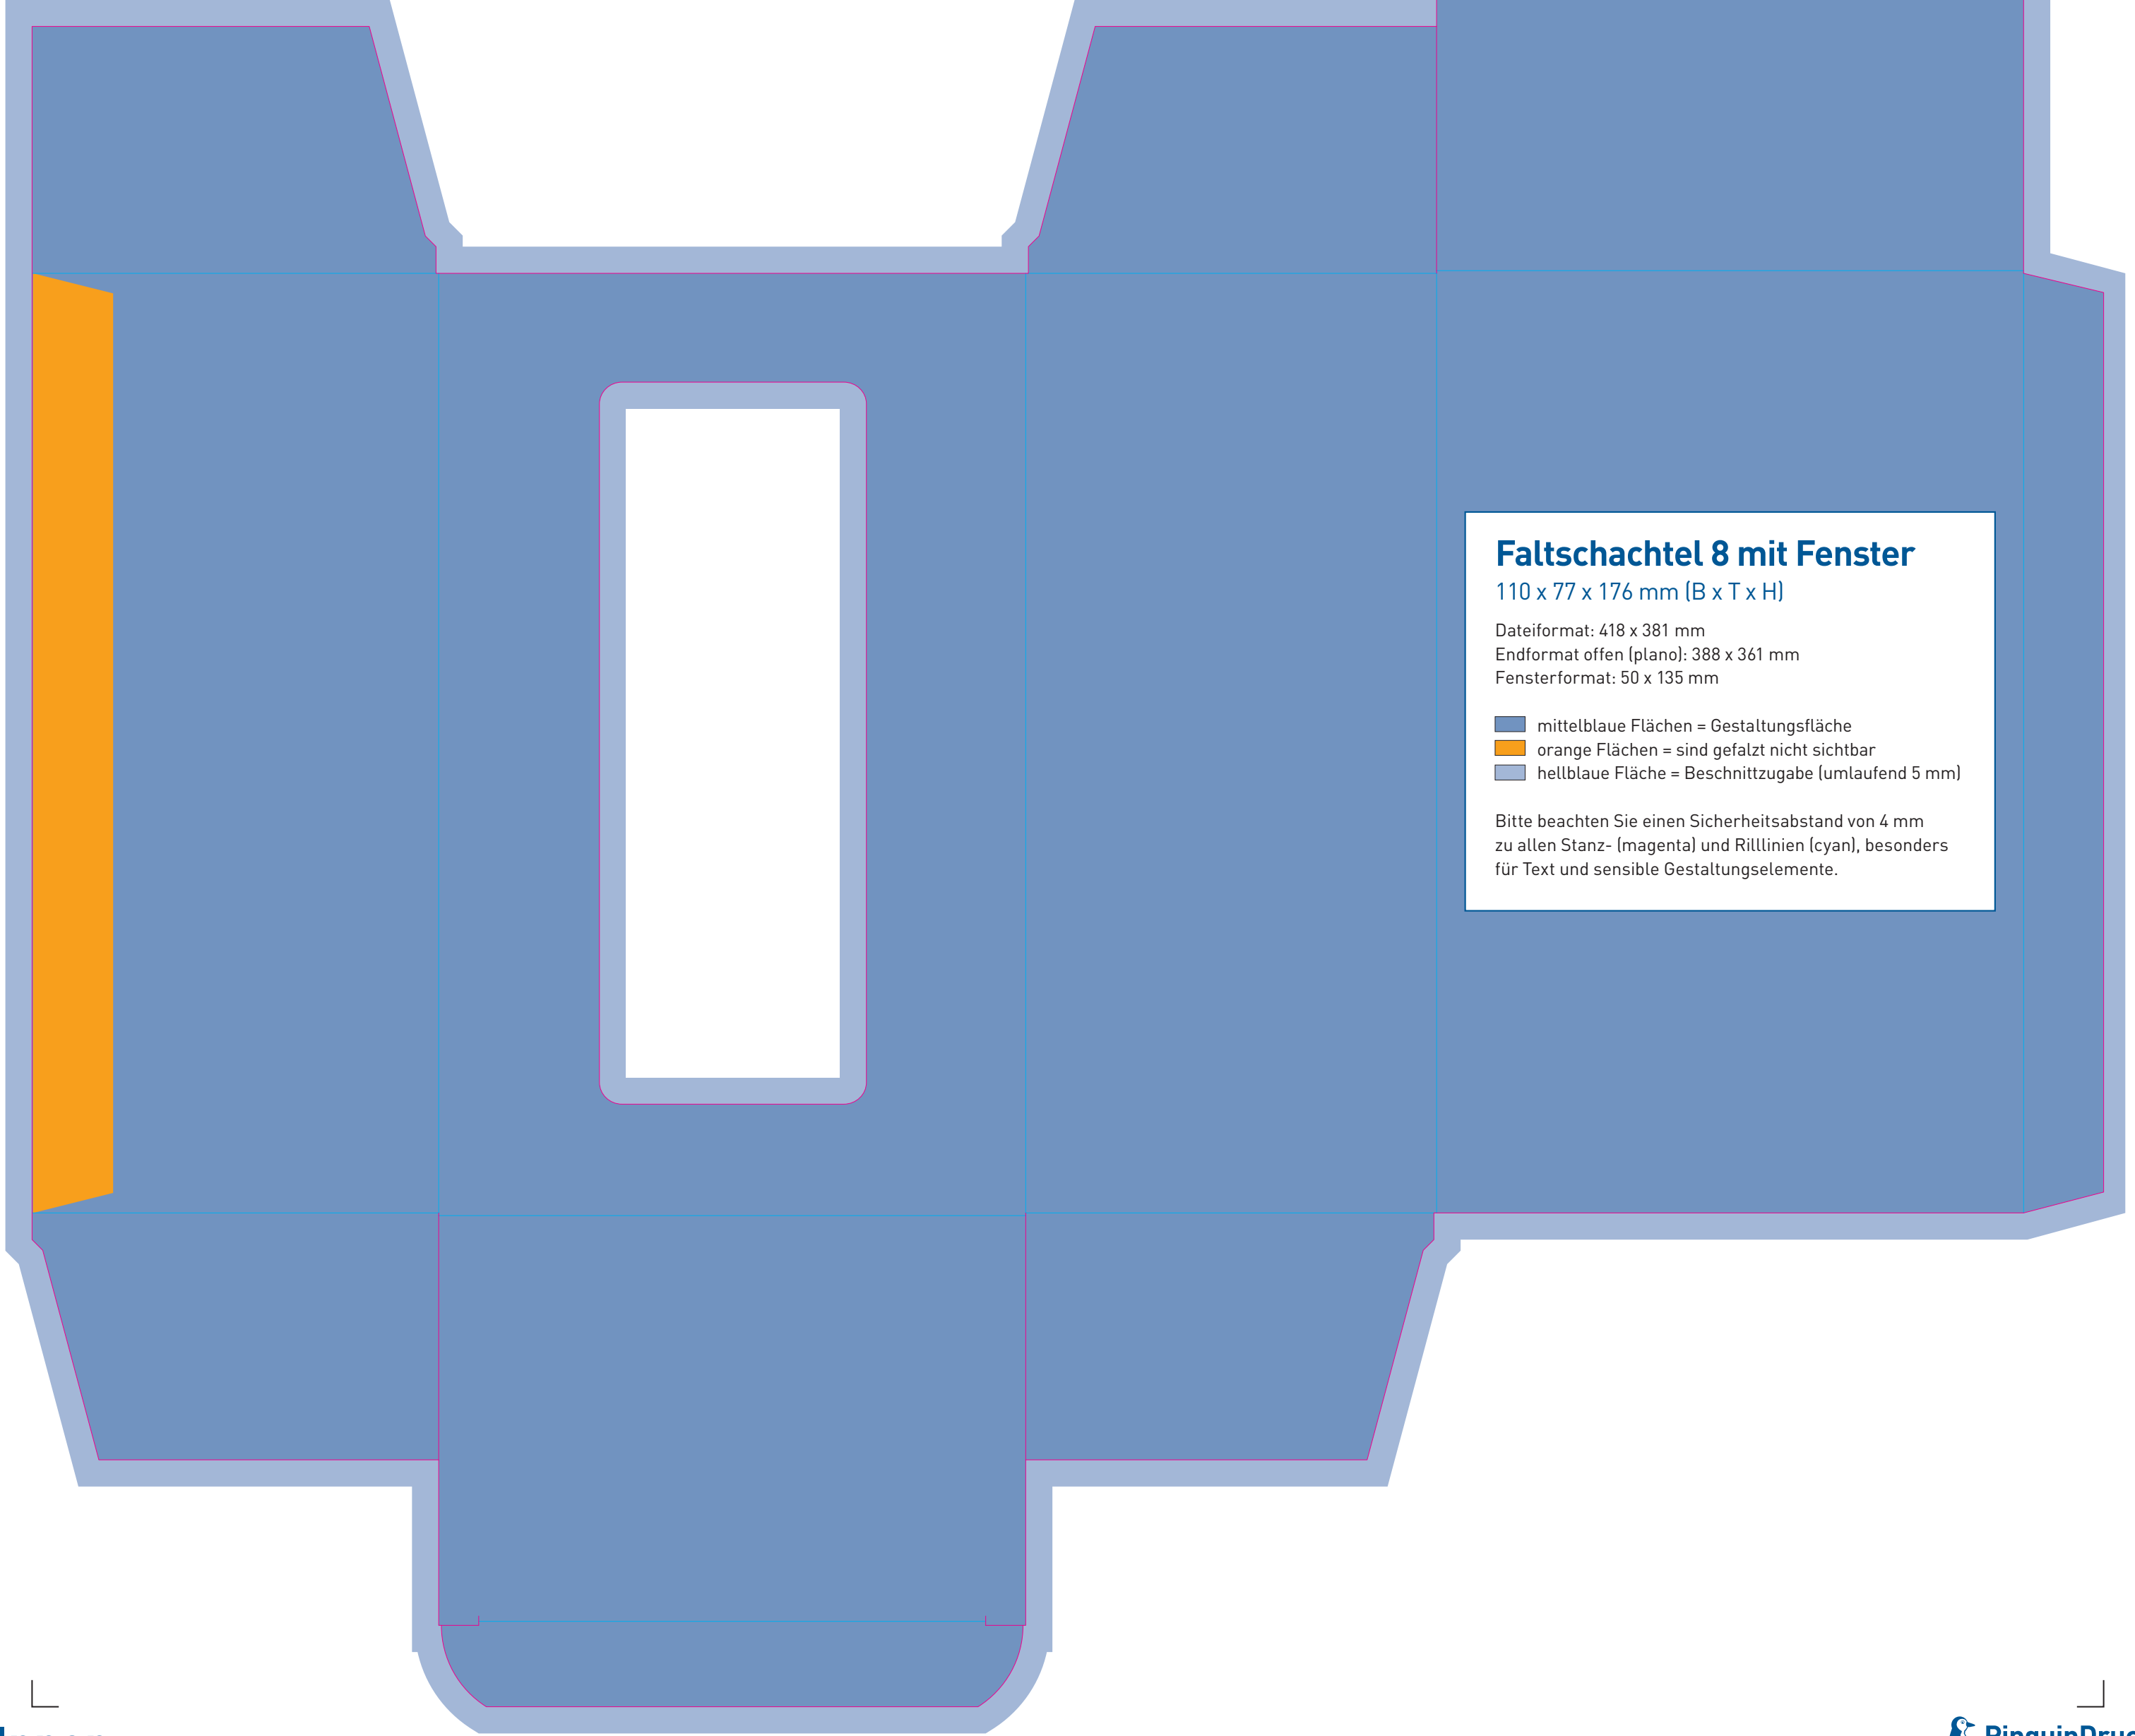 Faltschachtel 8 mit Fenster
110 x 77 x 176 mm (B x T x H)
Dateiformat: 418 x 381 mm
Endformat offen (plano): 388 x 361 mm
Fensterformat: 50 x 135 mm
mittelblaue Flächen = Gestaltungsfläche
orange Flächen = sind gefalzt nicht sichtbar
hellblaue Fläche = Beschnittzugabe (umlaufend 5 mm)
Bitte beachten Sie einen Sicherheitsabstand von 4 mm
zu allen Stanz- (magenta) und Rilllinien (cyan), besonders
für Text und sensible Gestaltungselemente.